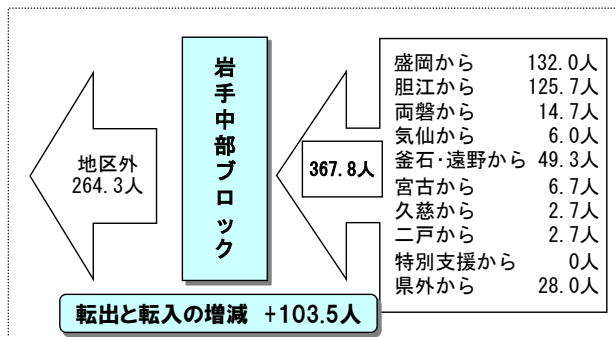 地区外
264.3人
岩手中部ブロック
367.8人
盛岡から 132.0人
胆江から 125.7人
両磐から 14.7人
気仙から 6.0人
釜石・遠野から 49.3人
宮古から 6.7人
久慈から 2.7人
二戸から 2.7人
特別支援から 0人
県外から 28.0人
転出と転入の増減 +103.5人